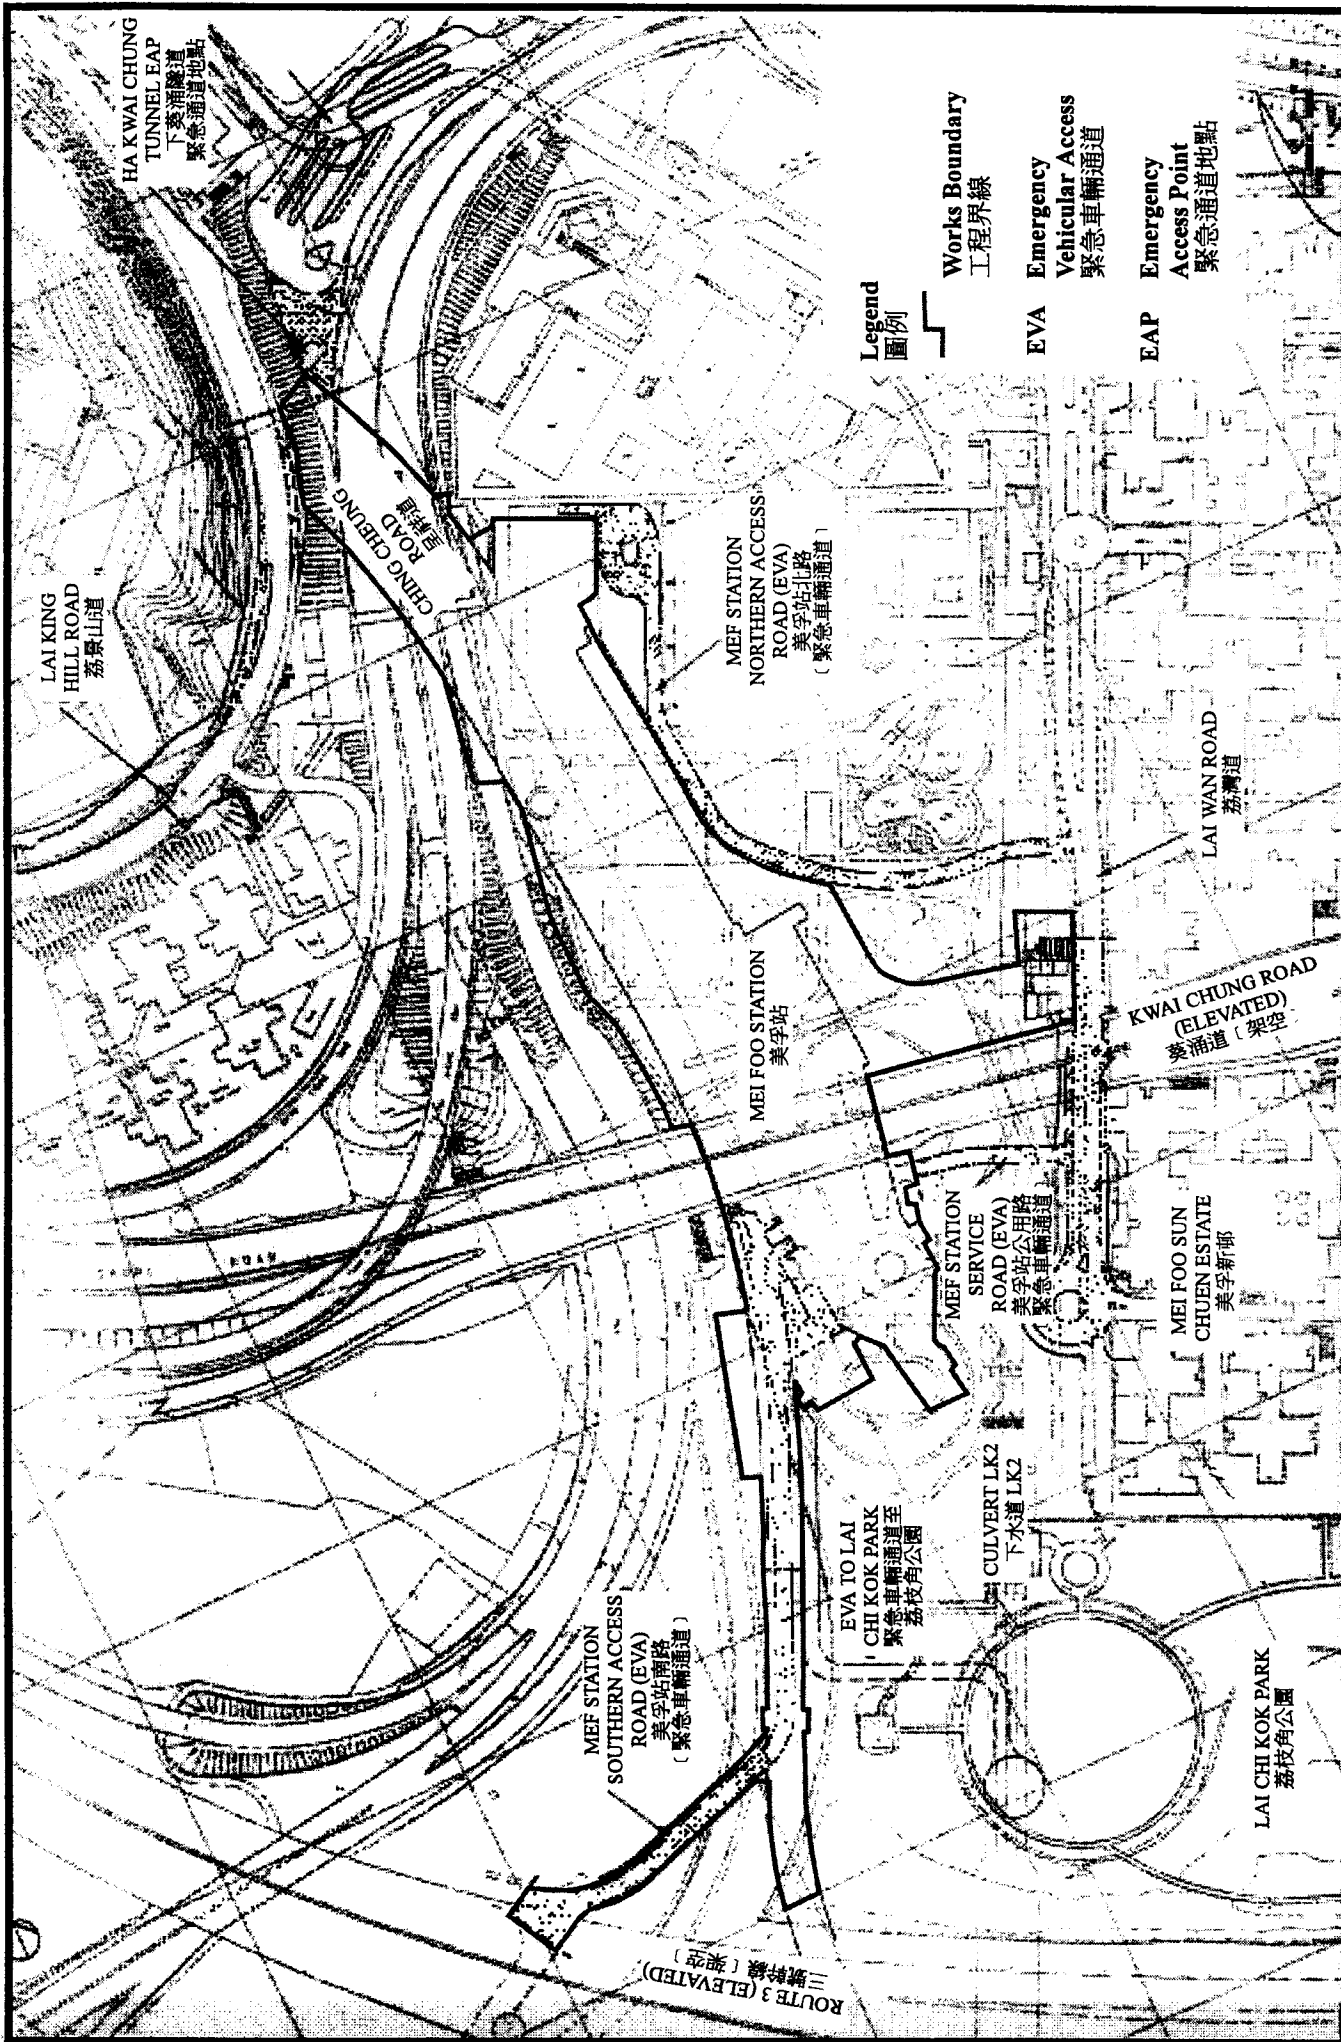 HA KWAI CHUNG
TUNNEL EAP
下葵涌隧道
緊急通道地點
LAI KING
HILL ROAD
荔景山道
CHING CHEUNG
ROAD
呈祥道
MEF STATION
NORTHERN ACCESS
ROAD (EVA)
美孚站北路
〔緊急車輛通道〕
MEI FOO STATION
美孚站
MEF STATION
SOUTHERN ACCESS
ROAD (EVA)
美孚站南路
〔緊急車輛通道〕
ROUTE 3 (ELEVATED)
三號幹線〔架空〕
EVA TO LAI
CHI KOK PARK
緊急車輛通道至
荔枝角公園
MEF STATION
SERVICE
ROAD (EVA)
美孚站公用路
緊急車輛通道
CULVERT LK2
下水道 LK2
KWAI CHUNG ROAD
(ELEVATED)
葵涌道〔架空
LAI WAN ROAD
荔灣道
MEI FOO SUN
CHUEN ESTATE
美孚新邨
LAI CHI KOK PARK
荔枝角公園
Legend
圖例
Works Boundary
工程界線
EVA Emergency
Vehicular Access
緊急車輛通道
EAP Emergency
Access Point
緊急通道地點